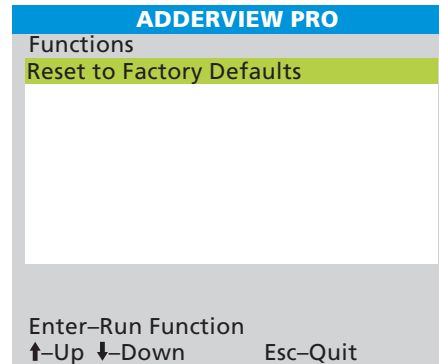 ADDERVIEW PRO
Functions
Reset to Factory Defaults
Enter–Run Function
⬆–Up ⬇–Down Esc–Quit